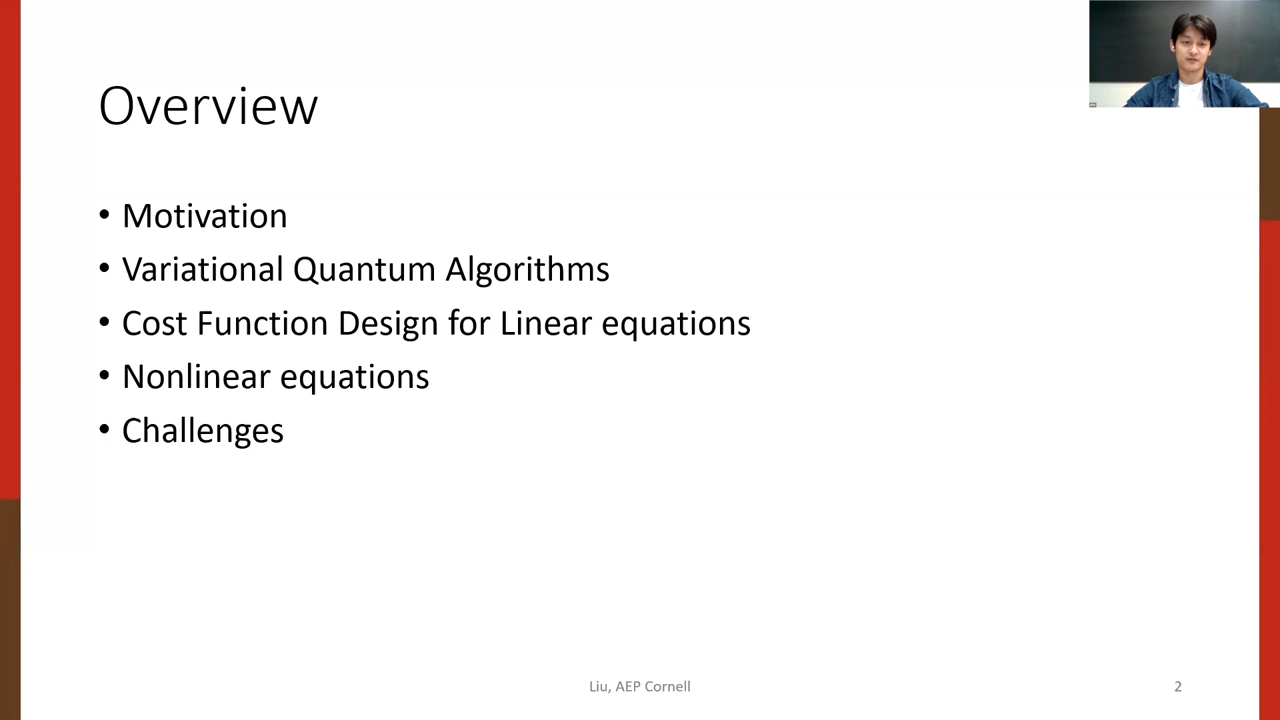 Overview
• Motivation
• Variational Quantum Algorithms
• Cost Function Design for Linear equations
• Nonlinear equations
• Challenges
Liu, AEP Cornell
2